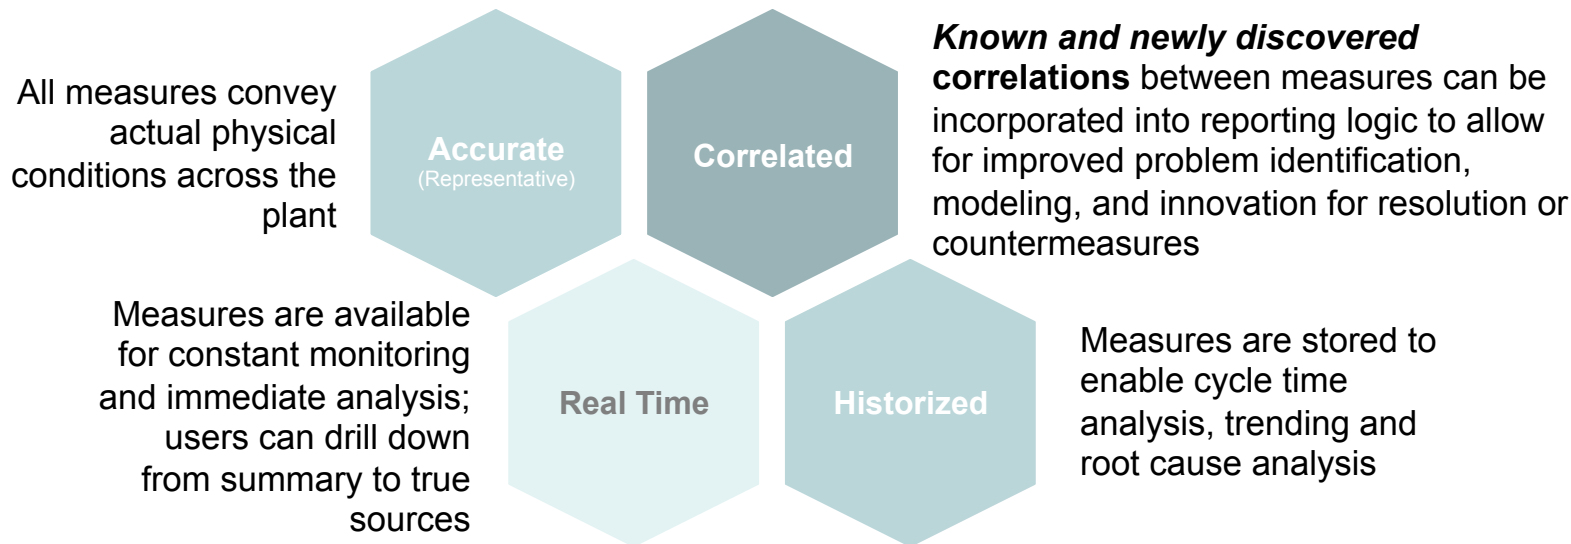 All measures convey
actual physical
conditions across the
plant
Accurate
(Representative)
Correlated
Known and newly discovered
correlations between measures can be
incorporated into reporting logic to allow
for improved problem identification,
modeling, and innovation for resolution or
countermeasures
Measures are available
for constant monitoring
and immediate analysis;
users can drill down
from summary to true
sources
Real Time
Historized
Measures are stored to
enable cycle time
analysis, trending and
root cause analysis